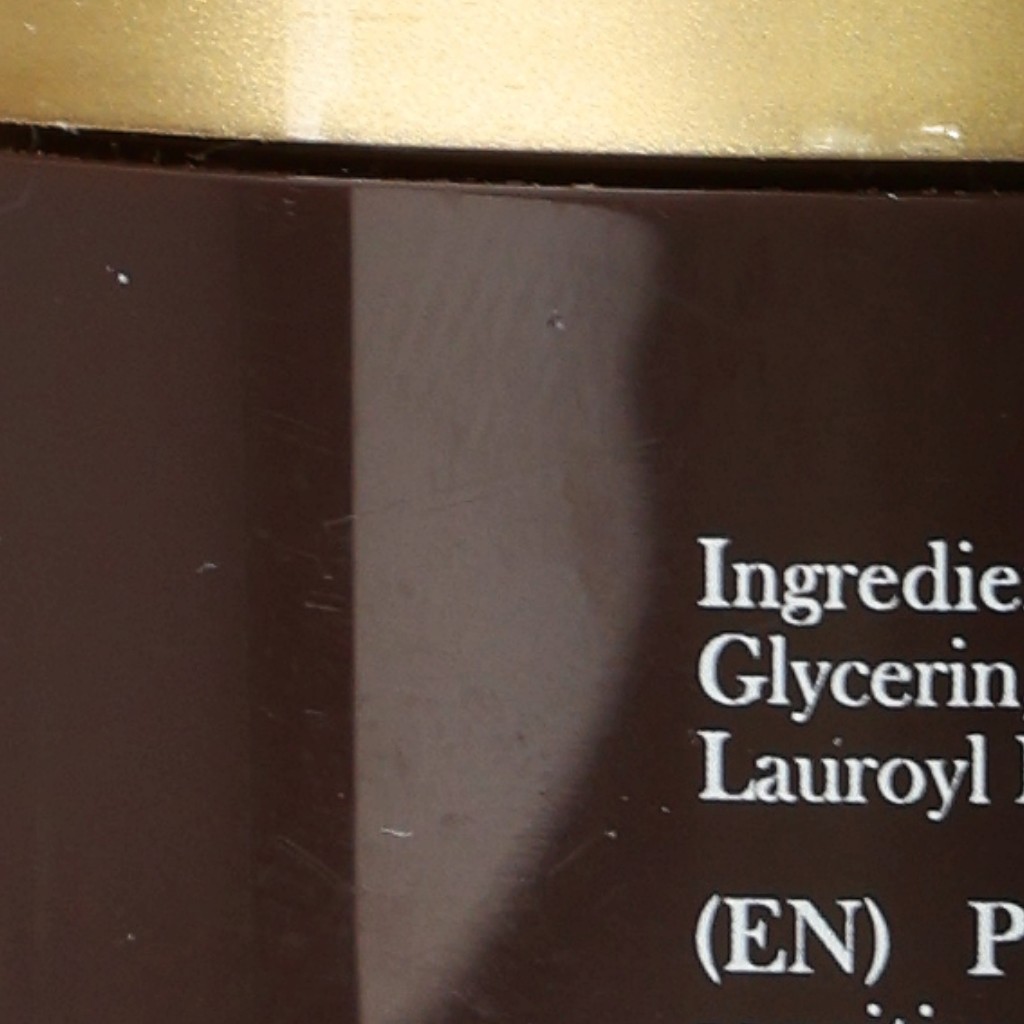 Ingredie
Glycerin,
Lauroyl
(EN) P